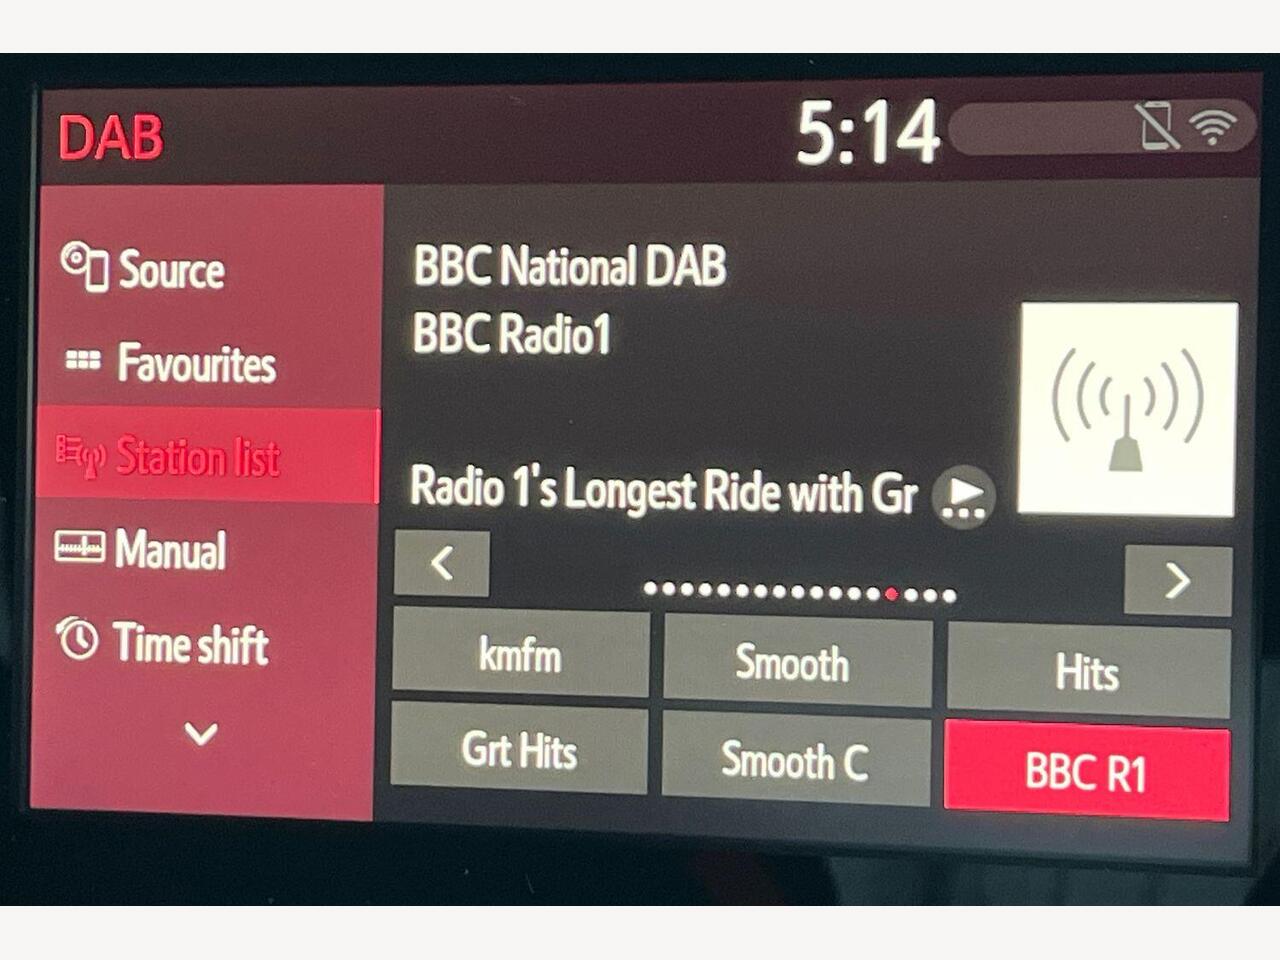 DAB
5:14
Source
Favourites
Station list
Manual
Time shift
BBC National DAB
BBC Radio1
Radio 1's Longest Ride with Gr
kmfm
Smooth
Hits
Grt Hits
Smooth C
BBC R1